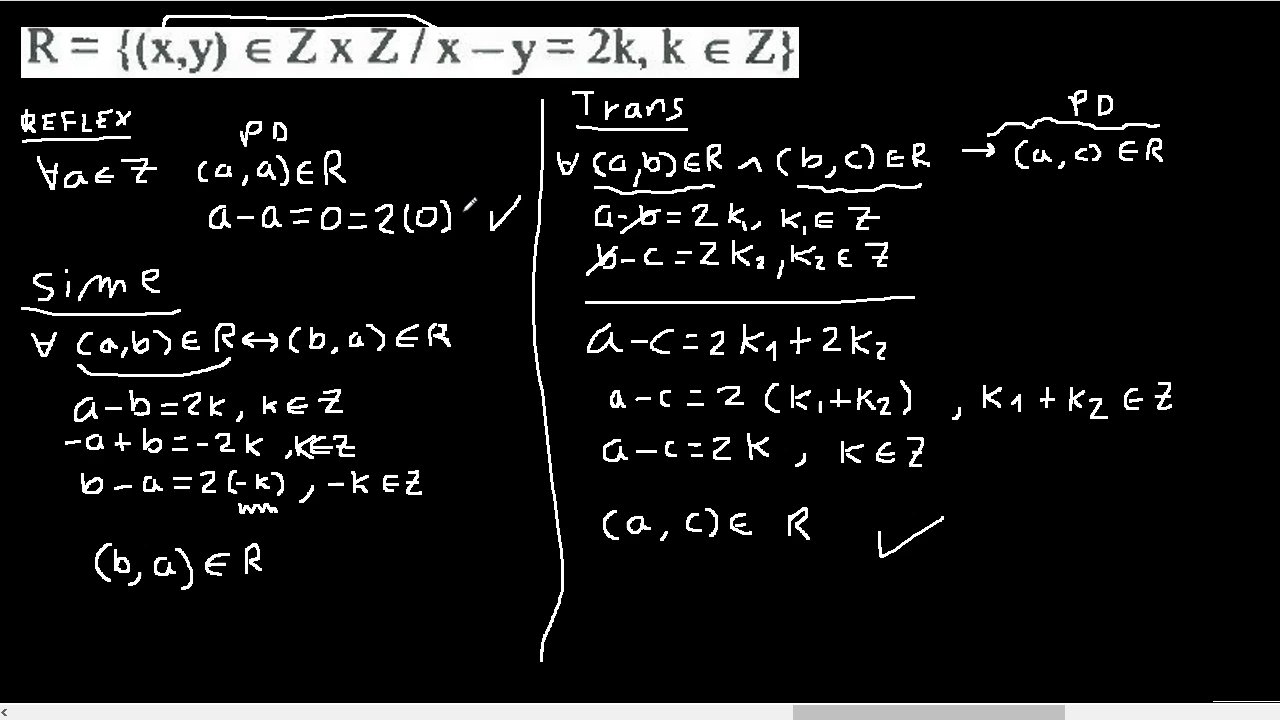 R = {(x,y) ∈ Z x Z / x – y = 2k, k ∈ Z}
REFLEX
PD
∀a∈Z (a,a)∈R
a-a=0=2(0) ✓
Sime
∀ (a,b)∈R↔(b,a)∈R
a-b=2k, k∈Z
-a+b=-2k, k∈Z
b-a=2(-k), -k∈Z
(b,a)∈R
Trans
PD
∀ (a,b)∈R ∧ (b,c)∈R → (a,c)∈R
a-b=2k₁, k₁∈Z
b-c=2k₂, k₂∈Z
a-c=2k₁+2k₂
a-c=2(k₁+k₂), k₁+k₂∈Z
a-c=2k, k∈Z
(a,c)∈R ✓